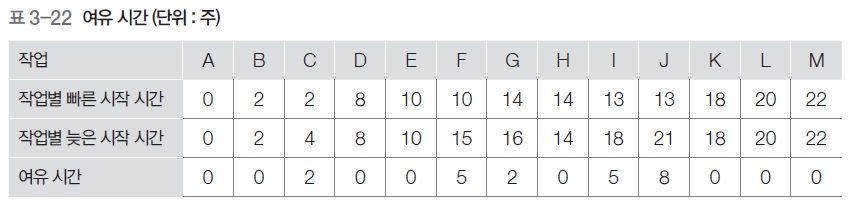 표 3-22 여유 시간 (단위 : 주)
작업 A B C D E F G H I J K L M
작업별 빠른 시작 시간 0 2 2 8 10 10 14 14 13 13 18 20 22
작업별 늦은 시작 시간 0 2 4 8 10 15 16 14 18 21 18 20 22
여유 시간 0 0 2 0 0 5 2 0 5 8 0 0 0